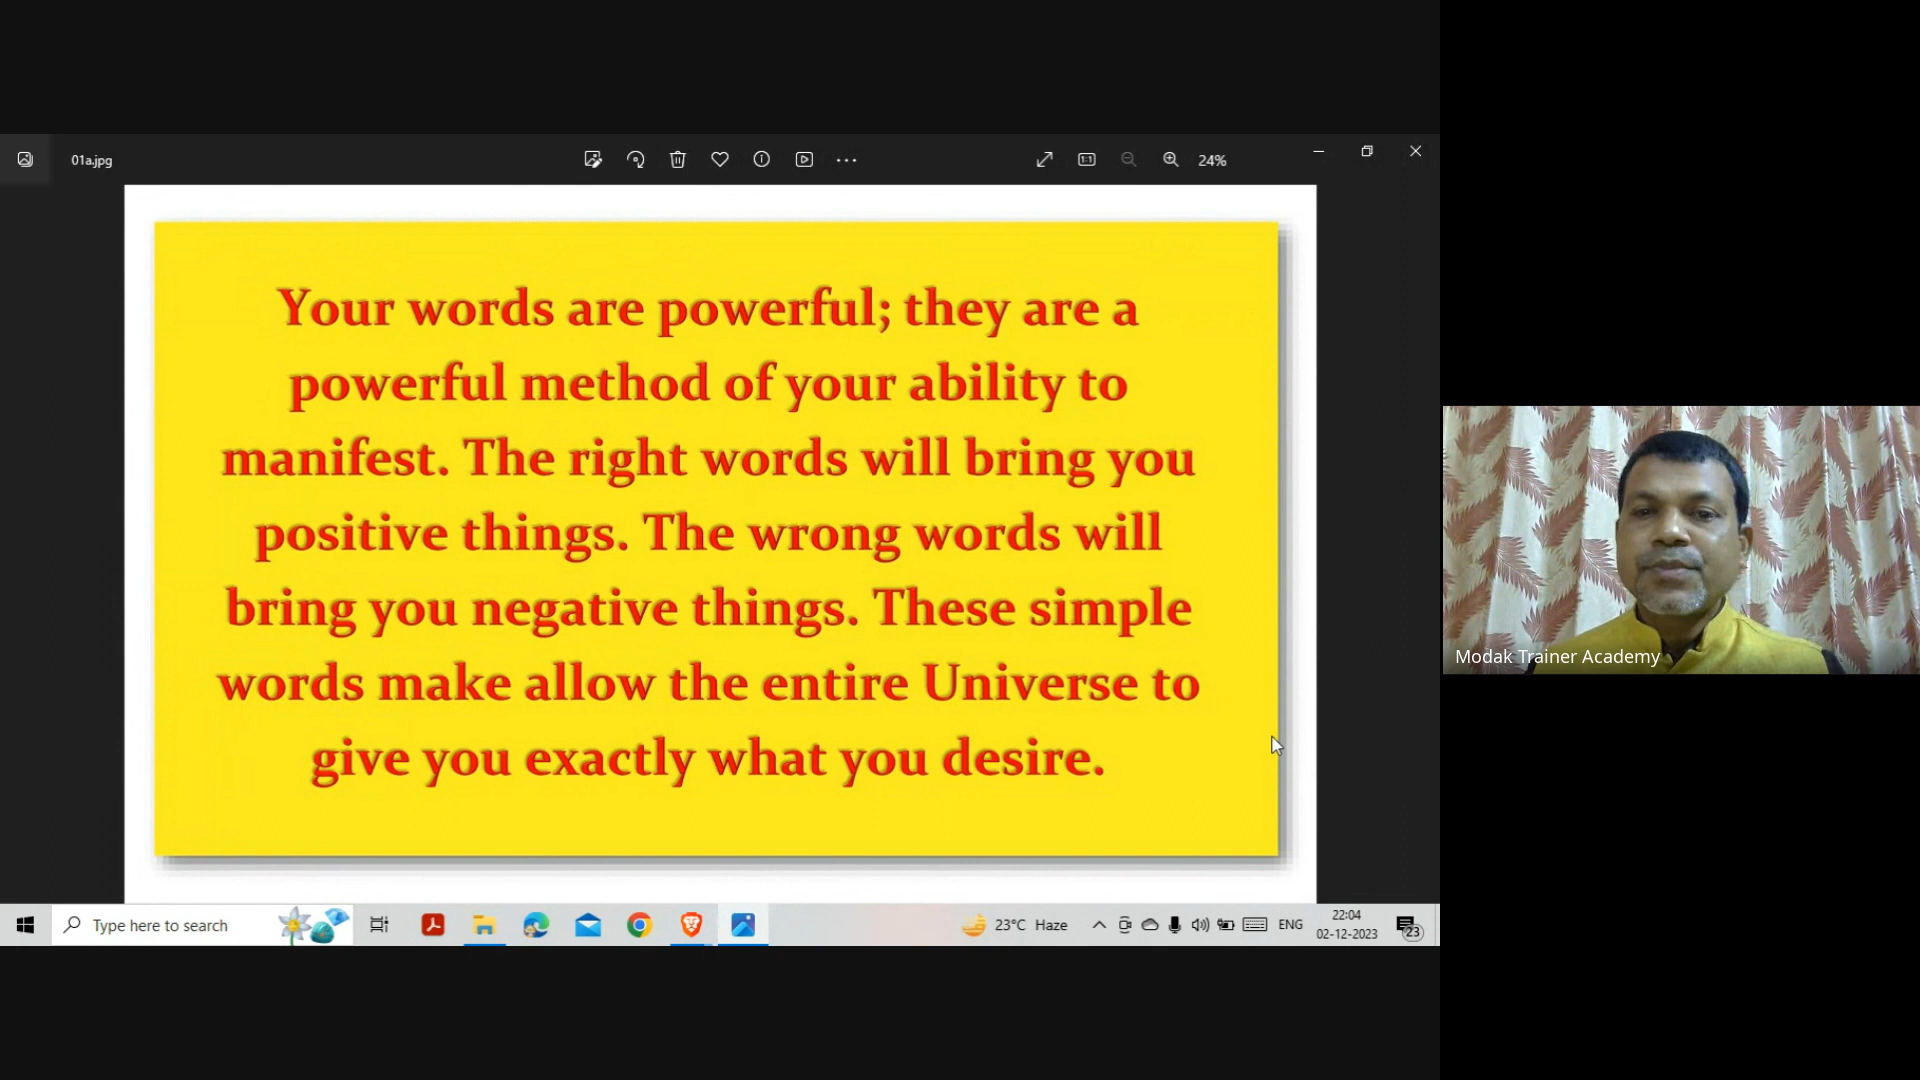 01a.jpg
1:1
24%
Your words are powerful; they are a
powerful method of your ability to
manifest. The right words will bring you
positive things. The wrong words will
bring you negative things. These simple
words make allow the entire Universe to
give you exactly what you desire.
Modak Trainer Academy
Type here to search
23°C Haze
ENG
22:04
02-12-2023
23